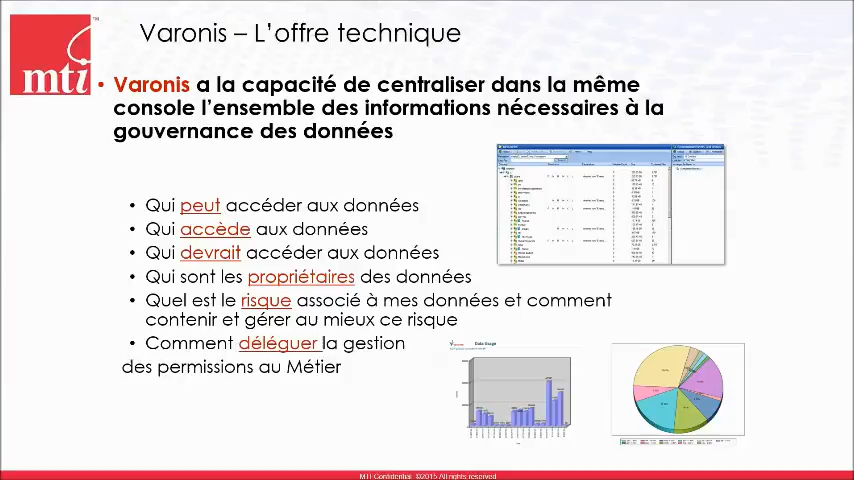 mti
Varonis – L'offre technique
• Varonis a la capacité de centraliser dans la même
console l'ensemble des informations nécessaires à la
gouvernance des données
• Qui peut accéder aux données
• Qui accède aux données
• Qui devrait accéder aux données
• Qui sont les propriétaires des données
• Quel est le risque associé à mes données et comment
contenir et gérer au mieux ce risque
• Comment déléguer la gestion
des permissions au Métier
Data Usage
MTI Confidential ©2015 All rights reserved